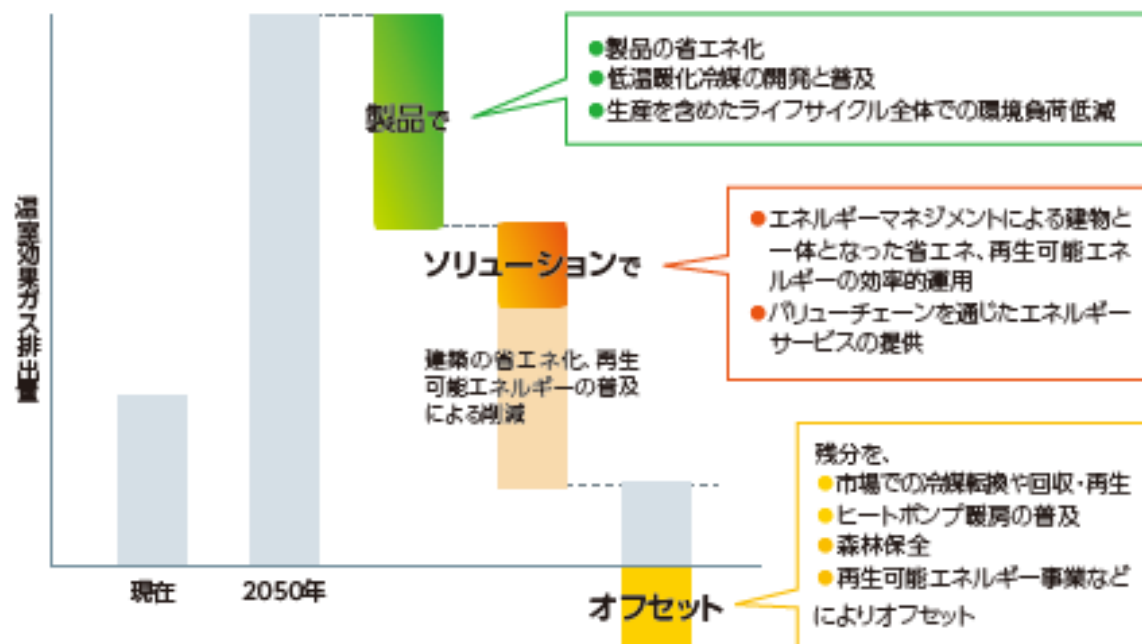 ●製品の省エネ化
●低温暖化冷媒の開発と普及
●生産を含めたライフサイクル全体での環境負荷低減
製品で
温室効果ガス排出量
ソリューションで
●エネルギーマネジメントによる建物と
一体となった省エネ、再生可能エネ
ルギーの効率的運用
●バリューチェーンを通じたエネルギー
サービスの提供
建築の省エネ化、再生
可能エネルギーの普及
による削減
残分を、
●市場での冷媒転換や回収・再生
●ヒートポンプ暖房の普及
●森林保全
●再生可能エネルギー事業など
によりオフセット
現在
2050年
オフセット